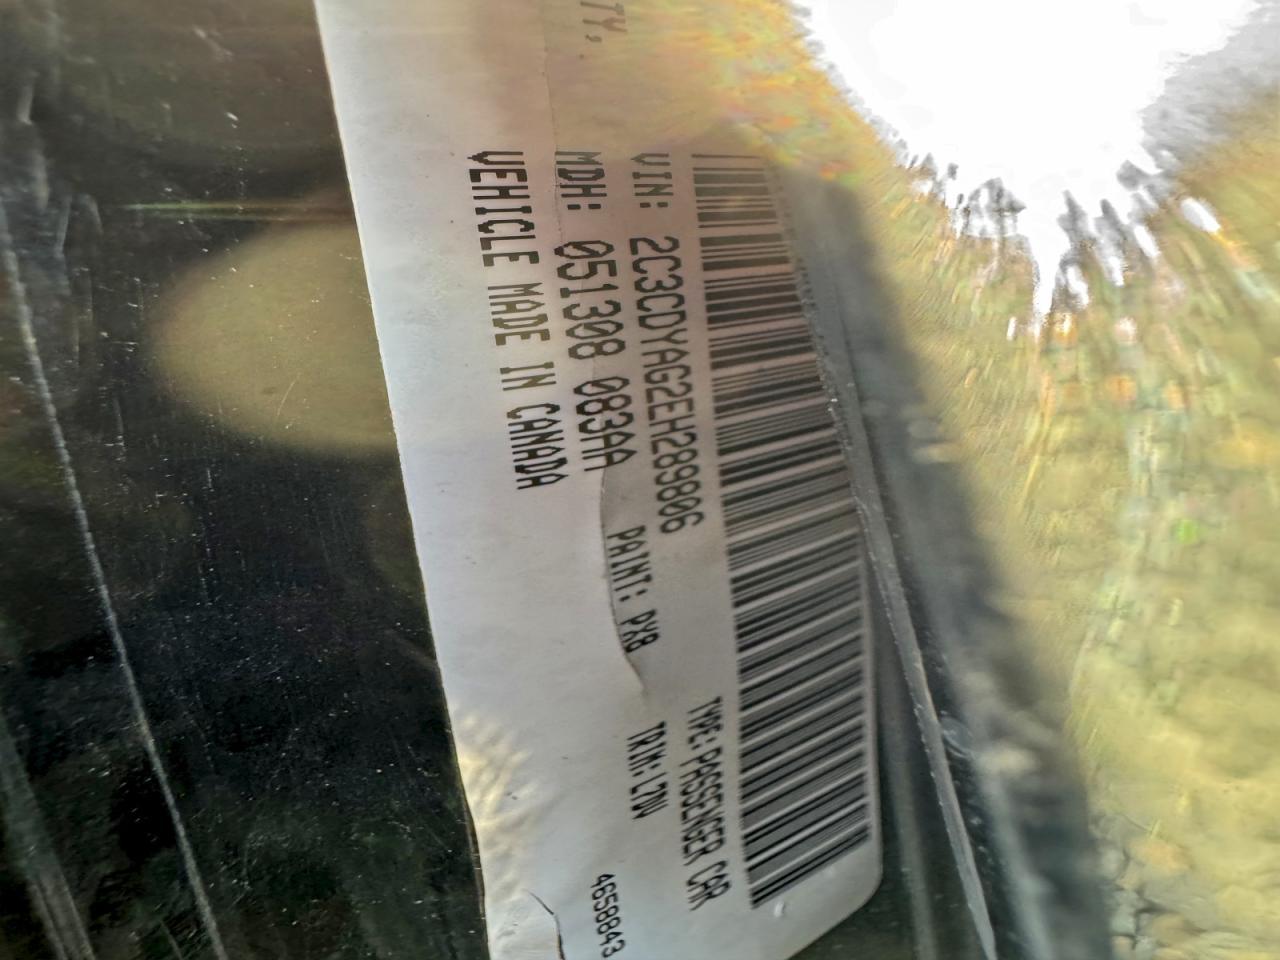 TY.
VIN: 2C3CDYAG2EH289806
TYPE: PASSENGER CAR
MDH: 051308 083AA
PAINT: PX8
TRIM: L7DV
VEHICLE MADE IN CANADA
4658843